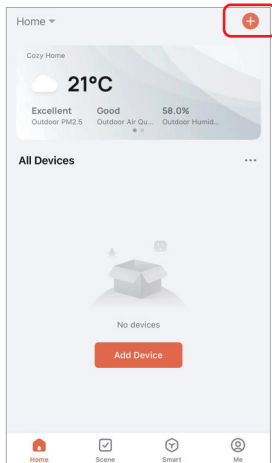 Home
Cozy Home
21°C
Excellent Good 58.0%
Outdoor PM2.5 Outdoor Air Qu... Outdoor Humid...
All Devices
No devices
Add Device
Home Scene Smart Me